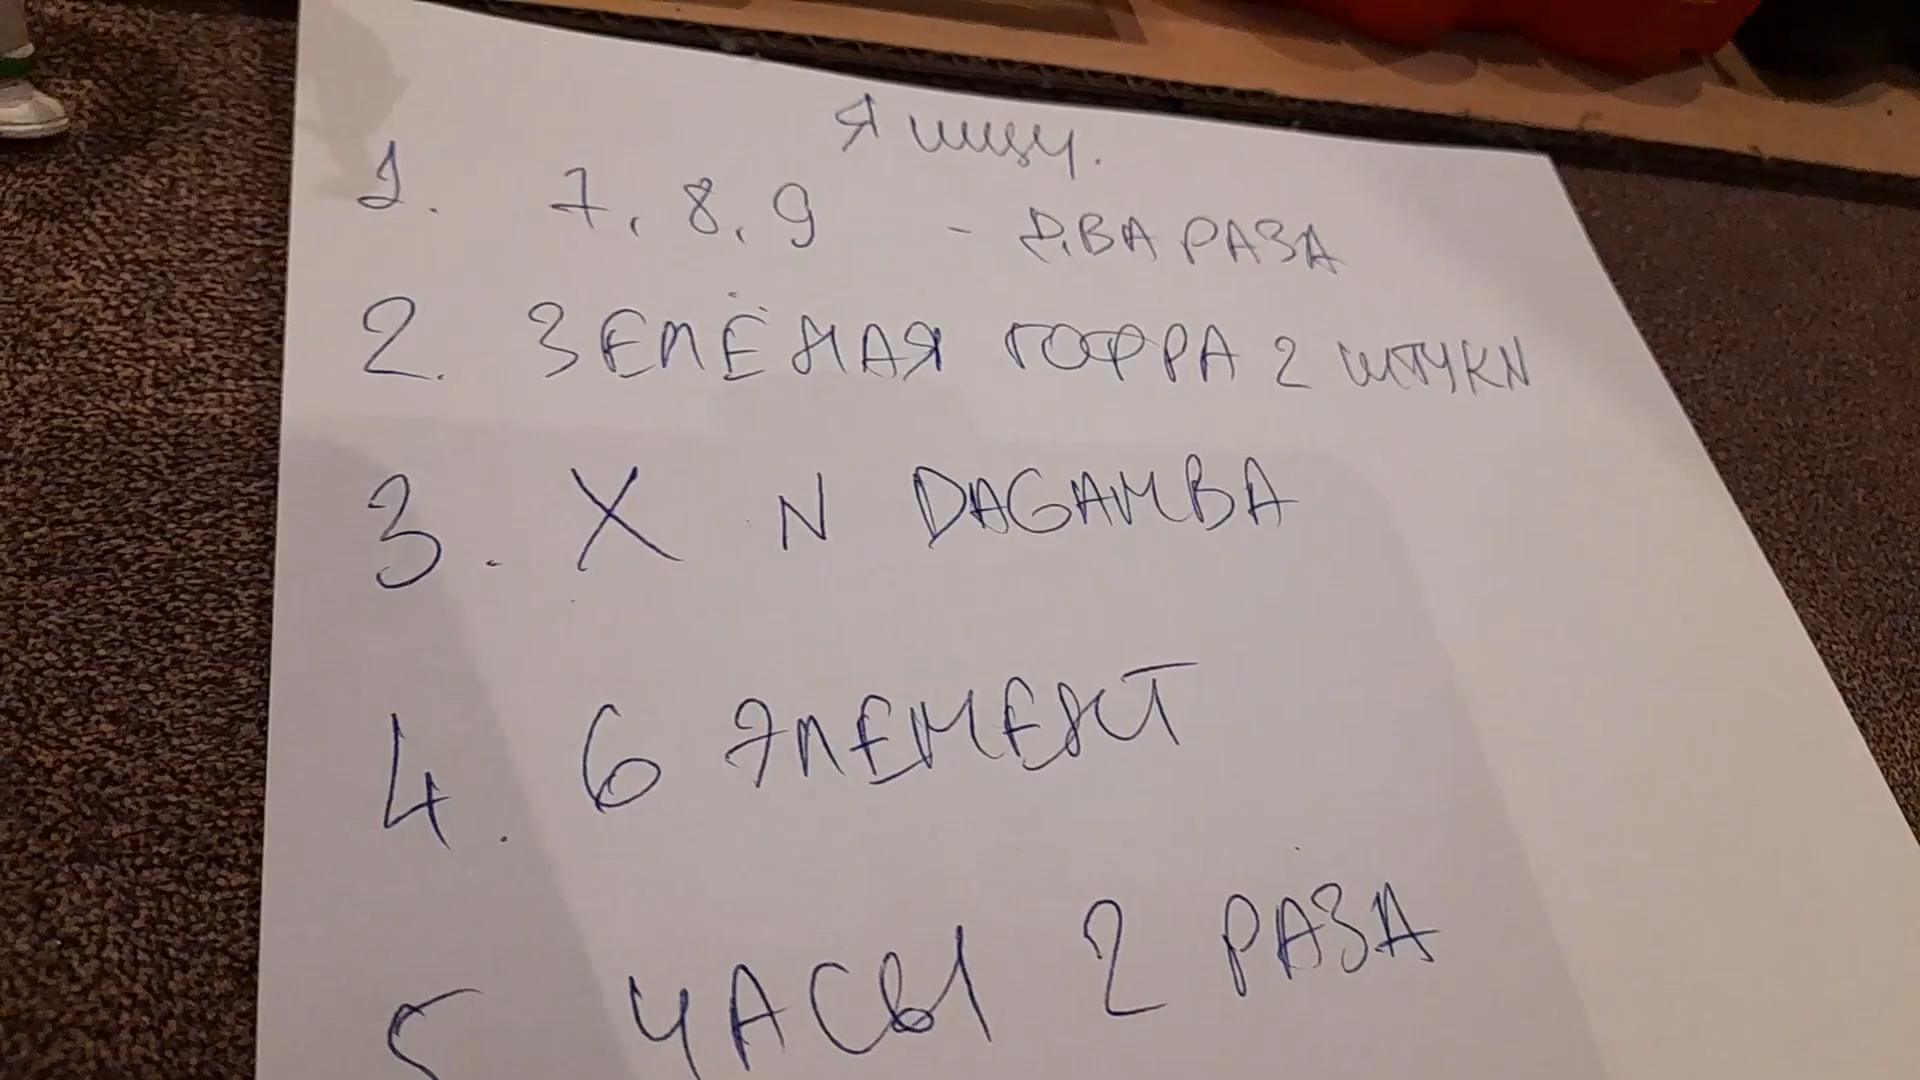 Я ищу.
1. 7, 8, 9 - ДВА РАЗА
2. ЗЕЛЁНАЯ ГОФРА 2 ШТУКИ
3. X И DAGAMBA
4. 6 ЭЛЕМЕНТ
5 ЧАСЫ 2 РАЗА